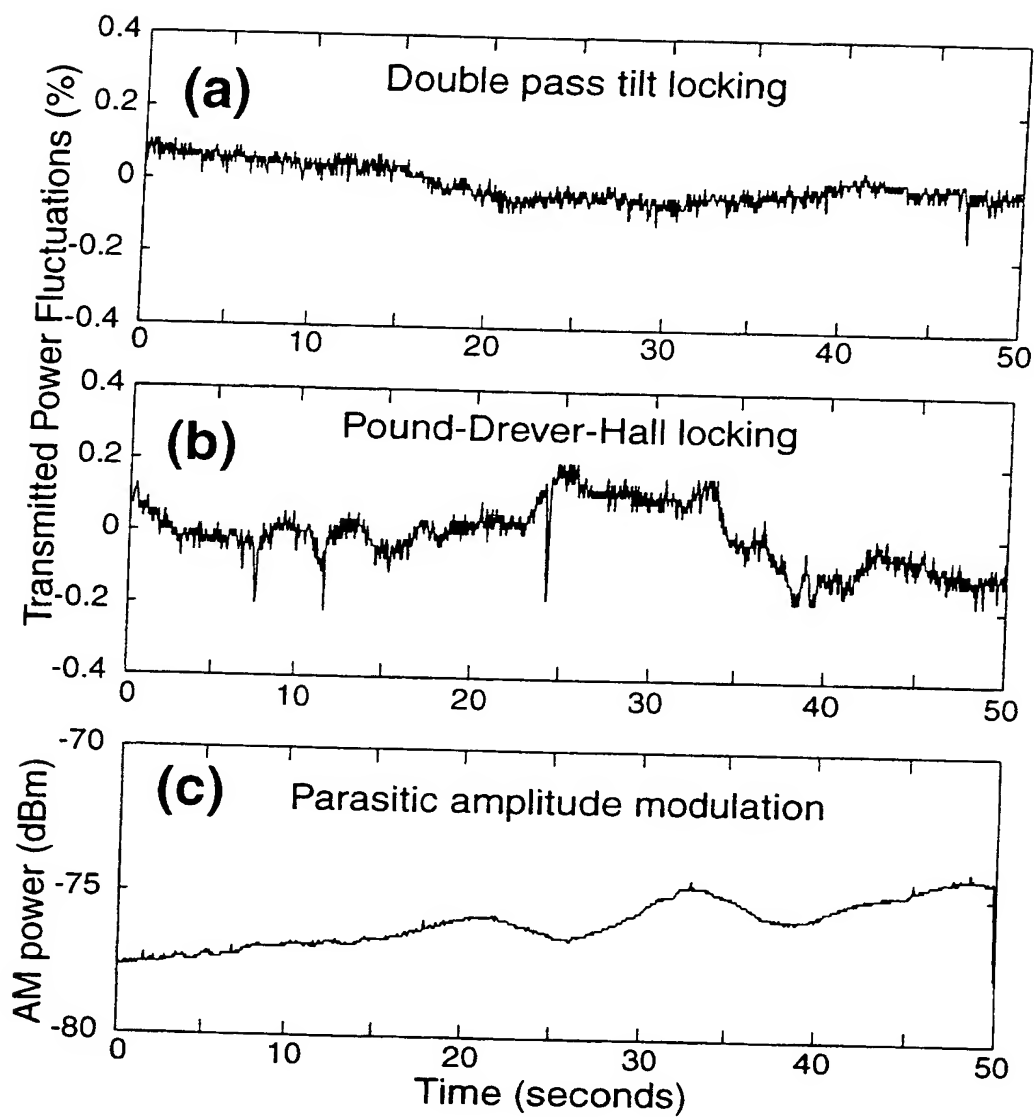 Transmitted Power Fluctuations (%)
0.4
0.2
0
-0.2
-0.4
(a)
Double pass tilt locking
0 10 20 30 40 50
0.4
0.2
0
-0.2
-0.4
(b)
Pound-Drever-Hall locking
0 10 20 30 40 50
AM power (dBm)
-70
-75
-80
(c)
Parasitic amplitude modulation
0 10 20 30 40 50
Time (seconds)